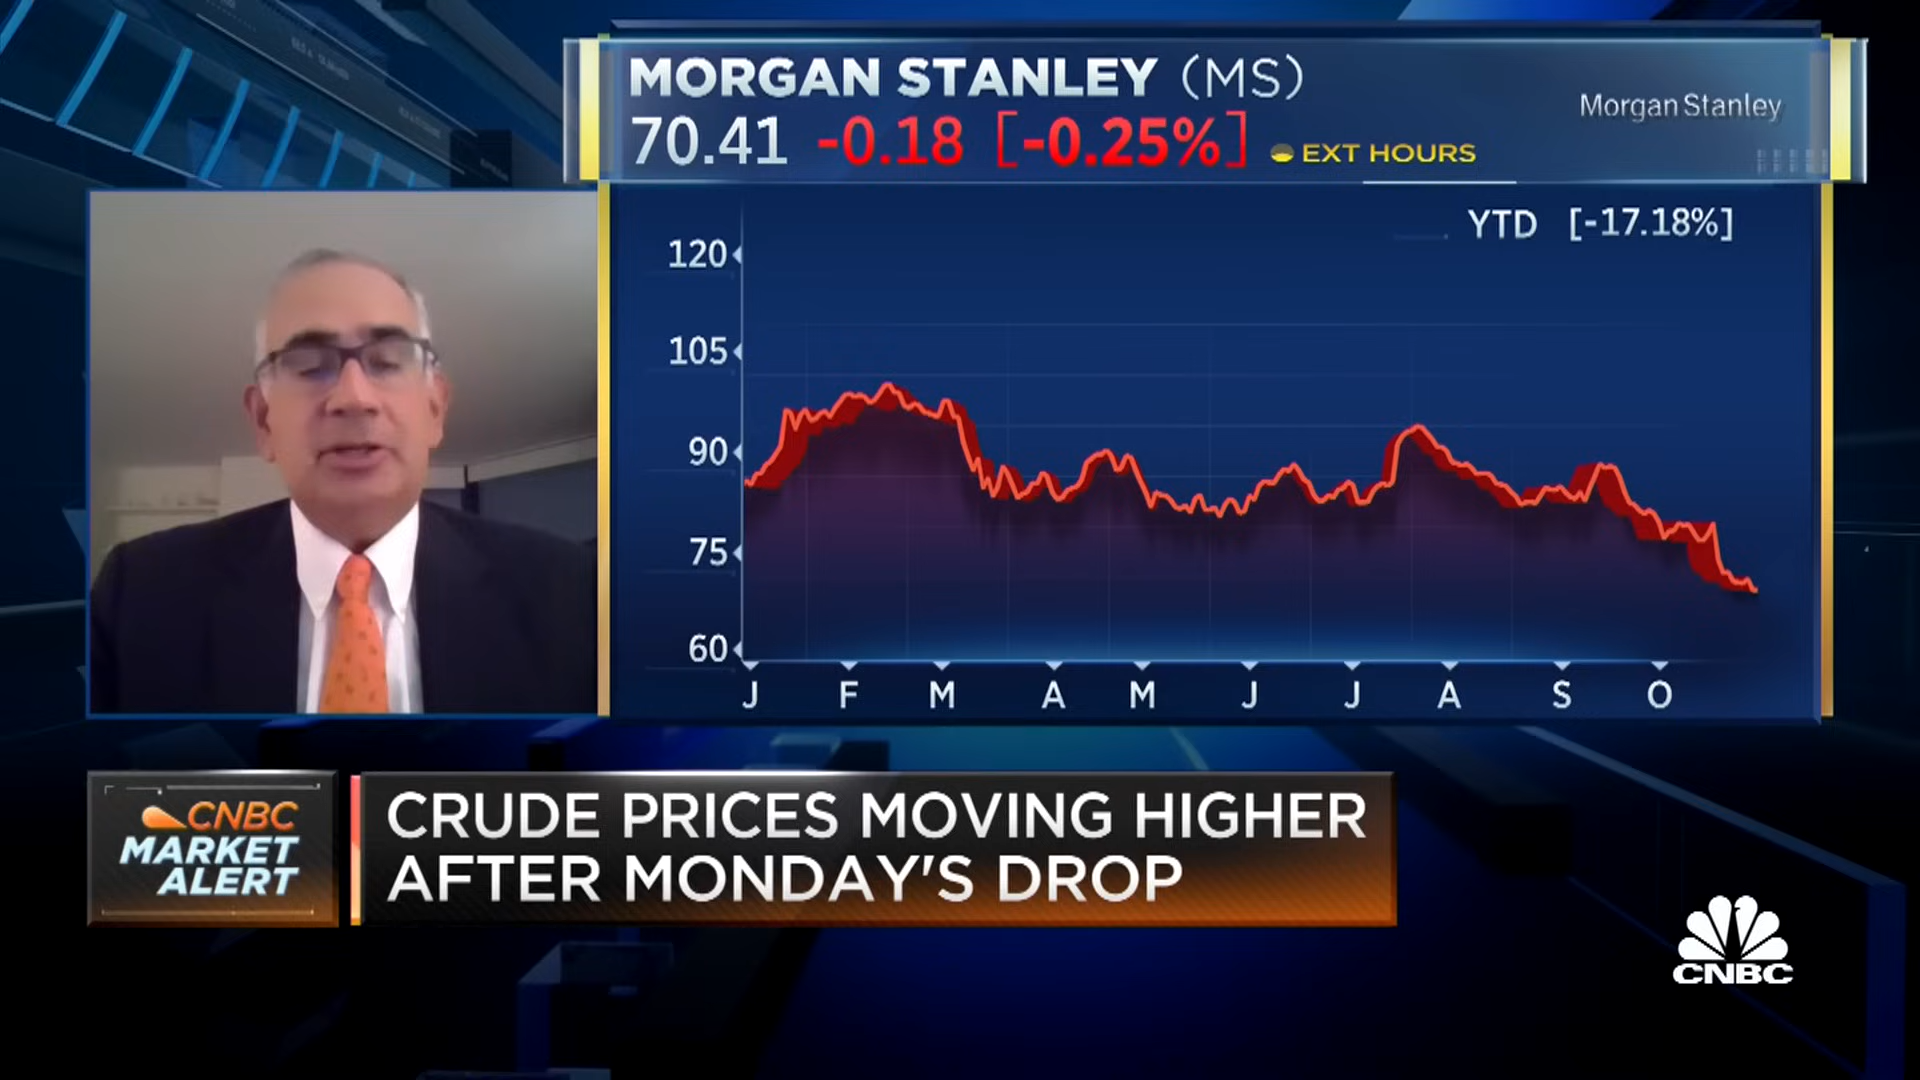 MORGAN STANLEY (MS)
70.41 -0.18 [-0.25%] EXT HOURS
Morgan Stanley
YTD [-17.18%]
120
105
90
75
60
J F M A M J J A S O
CNBC
MARKET
ALERT
CRUDE PRICES MOVING HIGHER
AFTER MONDAY'S DROP
CNBC